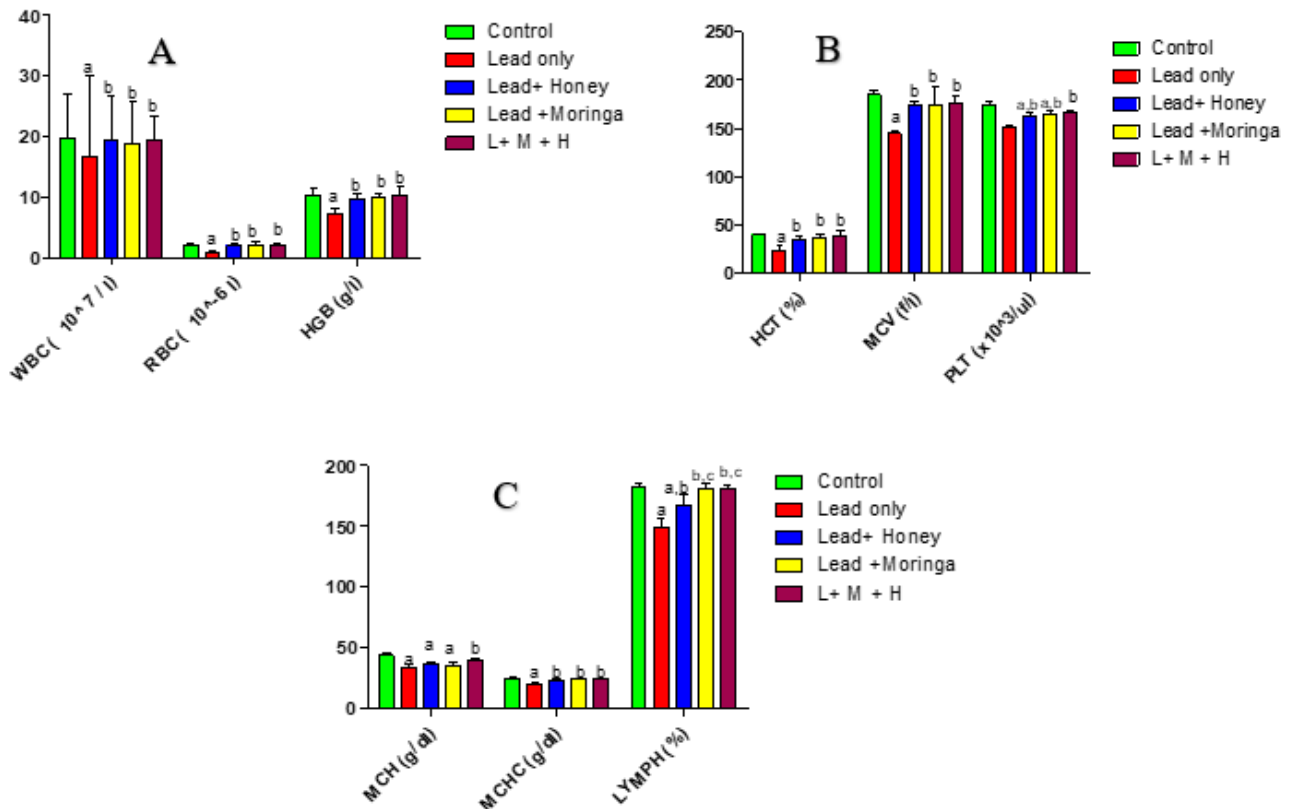 A
40
30
20
10
0
a
b
b
b
a
b
b
b
a
b
b
b
WBC( 10^ 7 / l)
RBC( 10^-6 l)
HGB (g/l)
Control
Lead only
Lead+ Honey
Lead +Moringa
L+ M + H
B
250
200
150
100
50
0
a
b
b
b
a
b
b
b
a,b
a,b
b
HCT (%)
MCV (f/l)
PLT (x10^3/ul)
Control
Lead only
Lead+ Honey
Lead +Moringa
L+ M + H
C
200
150
100
50
0
a
a
a
b
a
b
b
b
a
a,b
b,c
b,c
MCH (g/dl)
MCHC (g/dl)
LYMPH (%)
Control
Lead only
Lead+ Honey
Lead +Moringa
L+ M + H